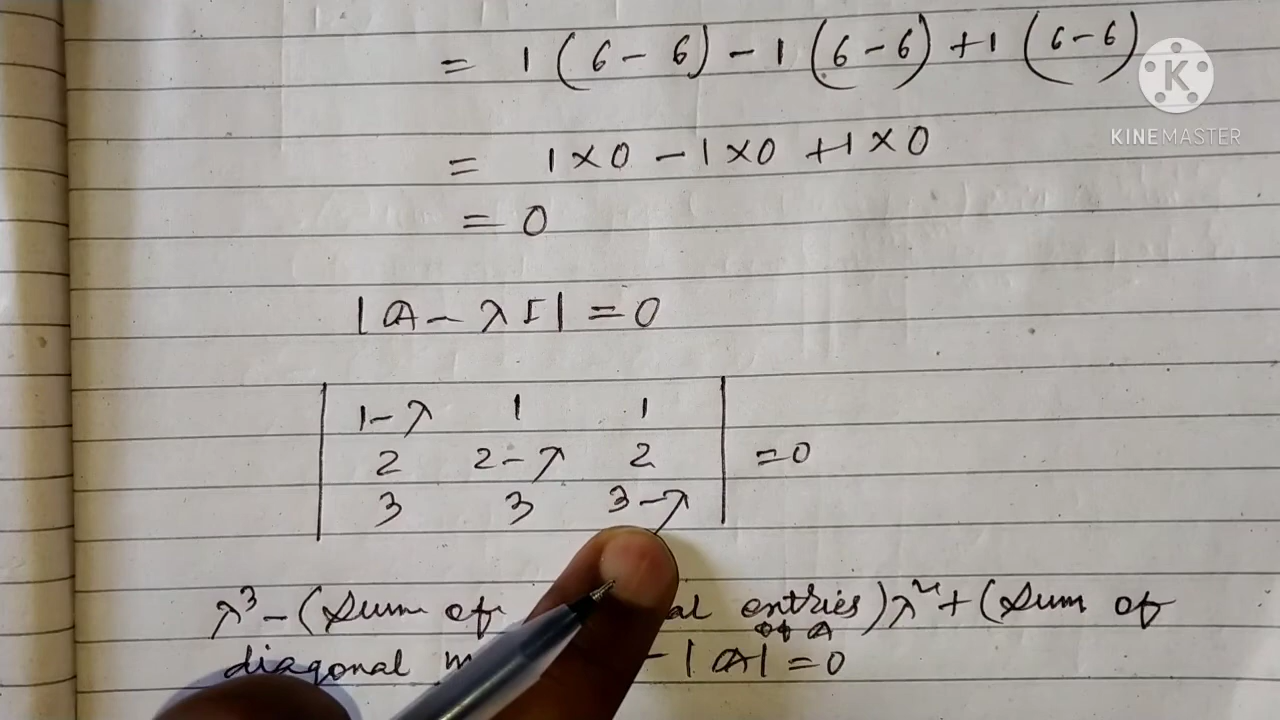 = 1 (6 - 6) - 1 (6 - 6) + 1 (6 - 6)
K
KINEMASTER
= 1 × 0 - 1 × 0 + 1 × 0
= 0
|A - λI| = 0
1-λ 1 1
2 2-λ 2 = 0
3 3 3-λ
λ³ - (Sum of al entries) λ² + (Sum of
of A
diagonal - |A| = 0